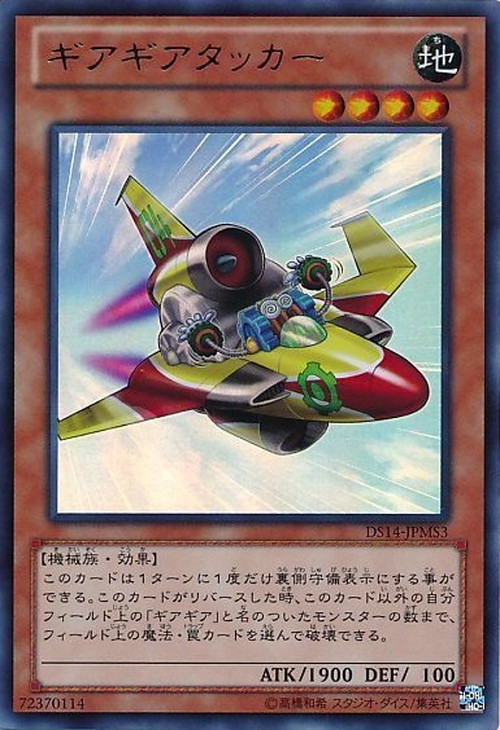 ギアギアタッカー
地
DS14-JPMS3
【機械族・効果】
このカードは1ターンに1度だけ裏側守備表示にする事が
できる。このカードがリバースした時、このカード以外の自分
フィールド上の「ギアギア」と名のついたモンスターの数まで、
フィールド上の魔法・罠カードを選んで破壊できる。
ATK/1900 DEF/ 100
72370114
©高橋和希 スタジオ・ダイス/集英社